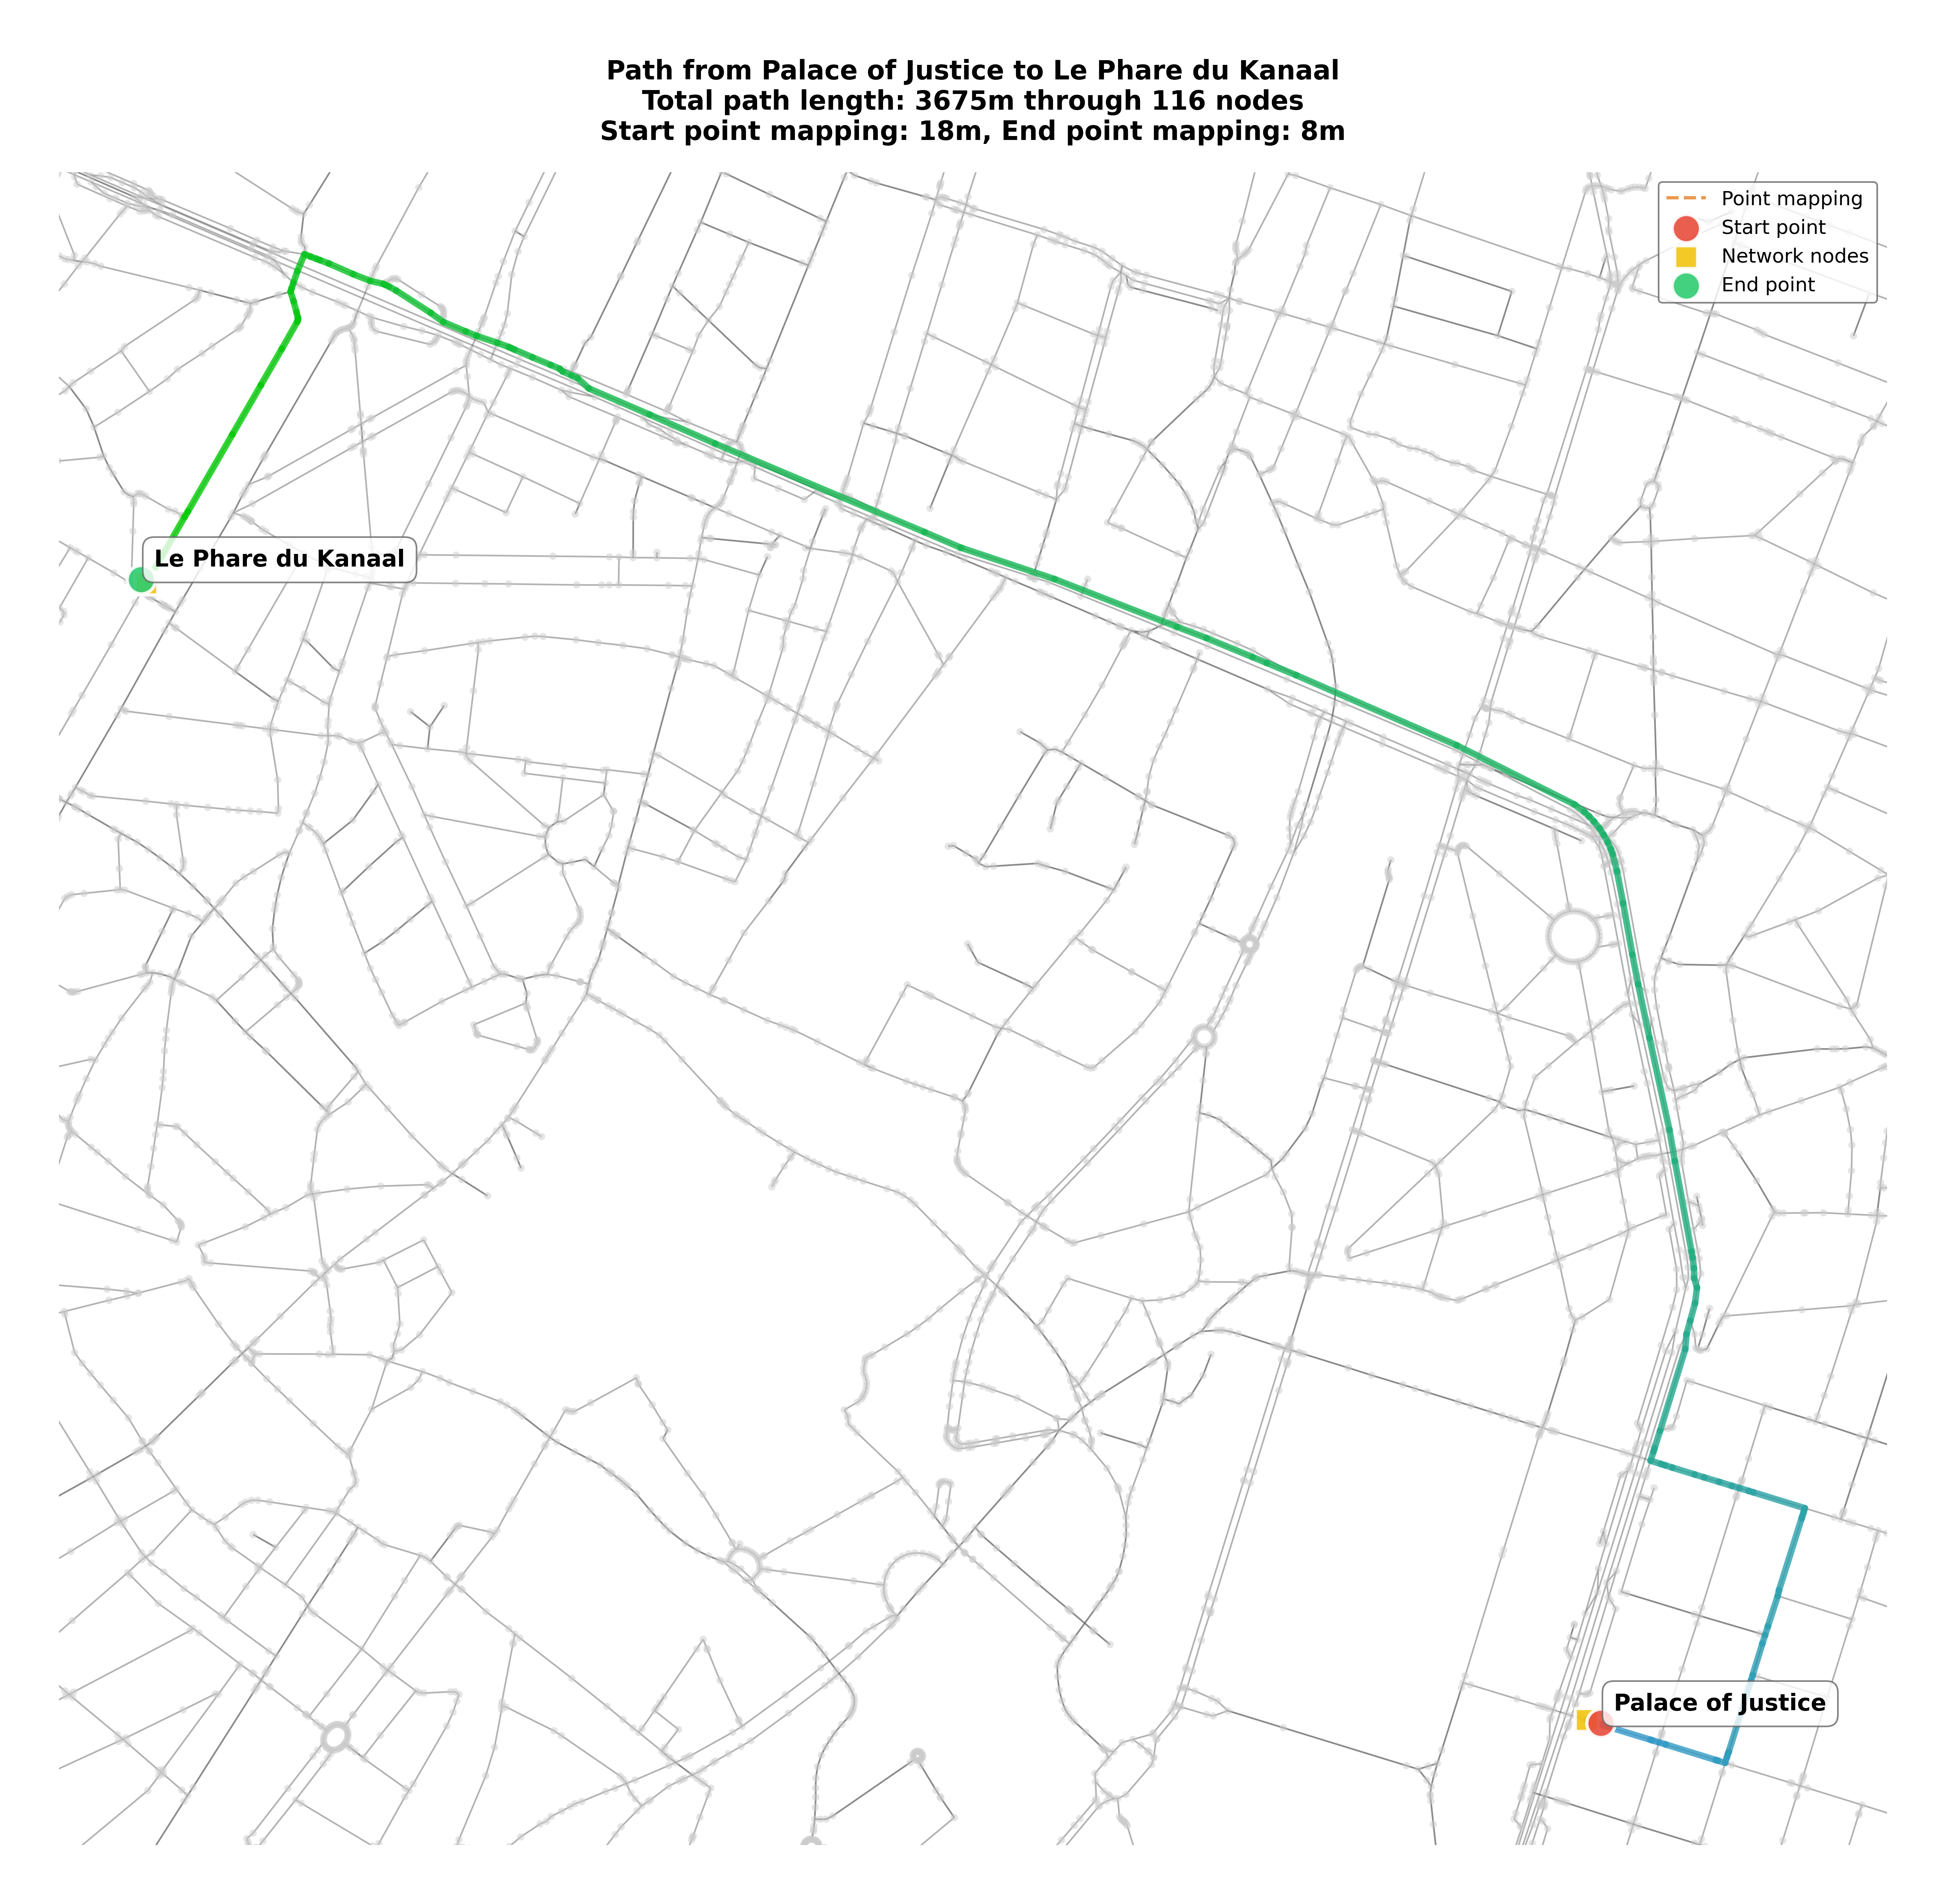 Path from Palace of Justice to Le Phare du Kanaal
Total path length: 3675m through 116 nodes
Start point mapping: 18m, End point mapping: 8m
Point mapping
Start point
Network nodes
End point
Le Phare du Kanaal
Palace of Justice